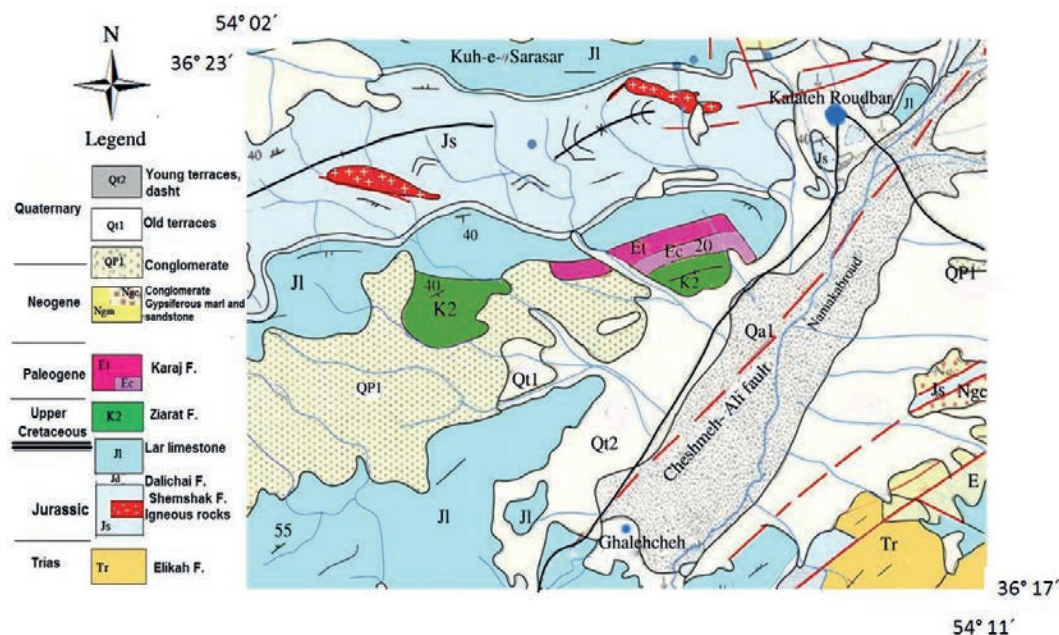 54° 02′
36° 23′
N
Legend
Quaternary
Qt2 Young terraces, dasht
Qt1 Old terraces
QP1 Conglomerate
Neogene
Ngc Conglomerate
Ngm Gypsiferous marl and sandstone
Paleogene
Et
Ec
Karaj F.
Upper Cretaceous
K2 Ziarat F.
Jl Lar limestone
Jd Dalichai F.
Jurassic
Js
Shemshak F.
Igneous rocks
Trias
Tr Elikah F.
Kuh-e-Sarasar
Jl
Kalateh Roudbar
Jl
40
Js
40
Js
40
Et
Ec
20
K2
Jl
40
K2
QP1
Qa1
Namakabroud
QP1
Qt1
Cheshmeh- Ali fault
Js
Ngc
Qt2
E
Jl
Jl
55
Ghalehcheh
Tr
36° 17′
54° 11′